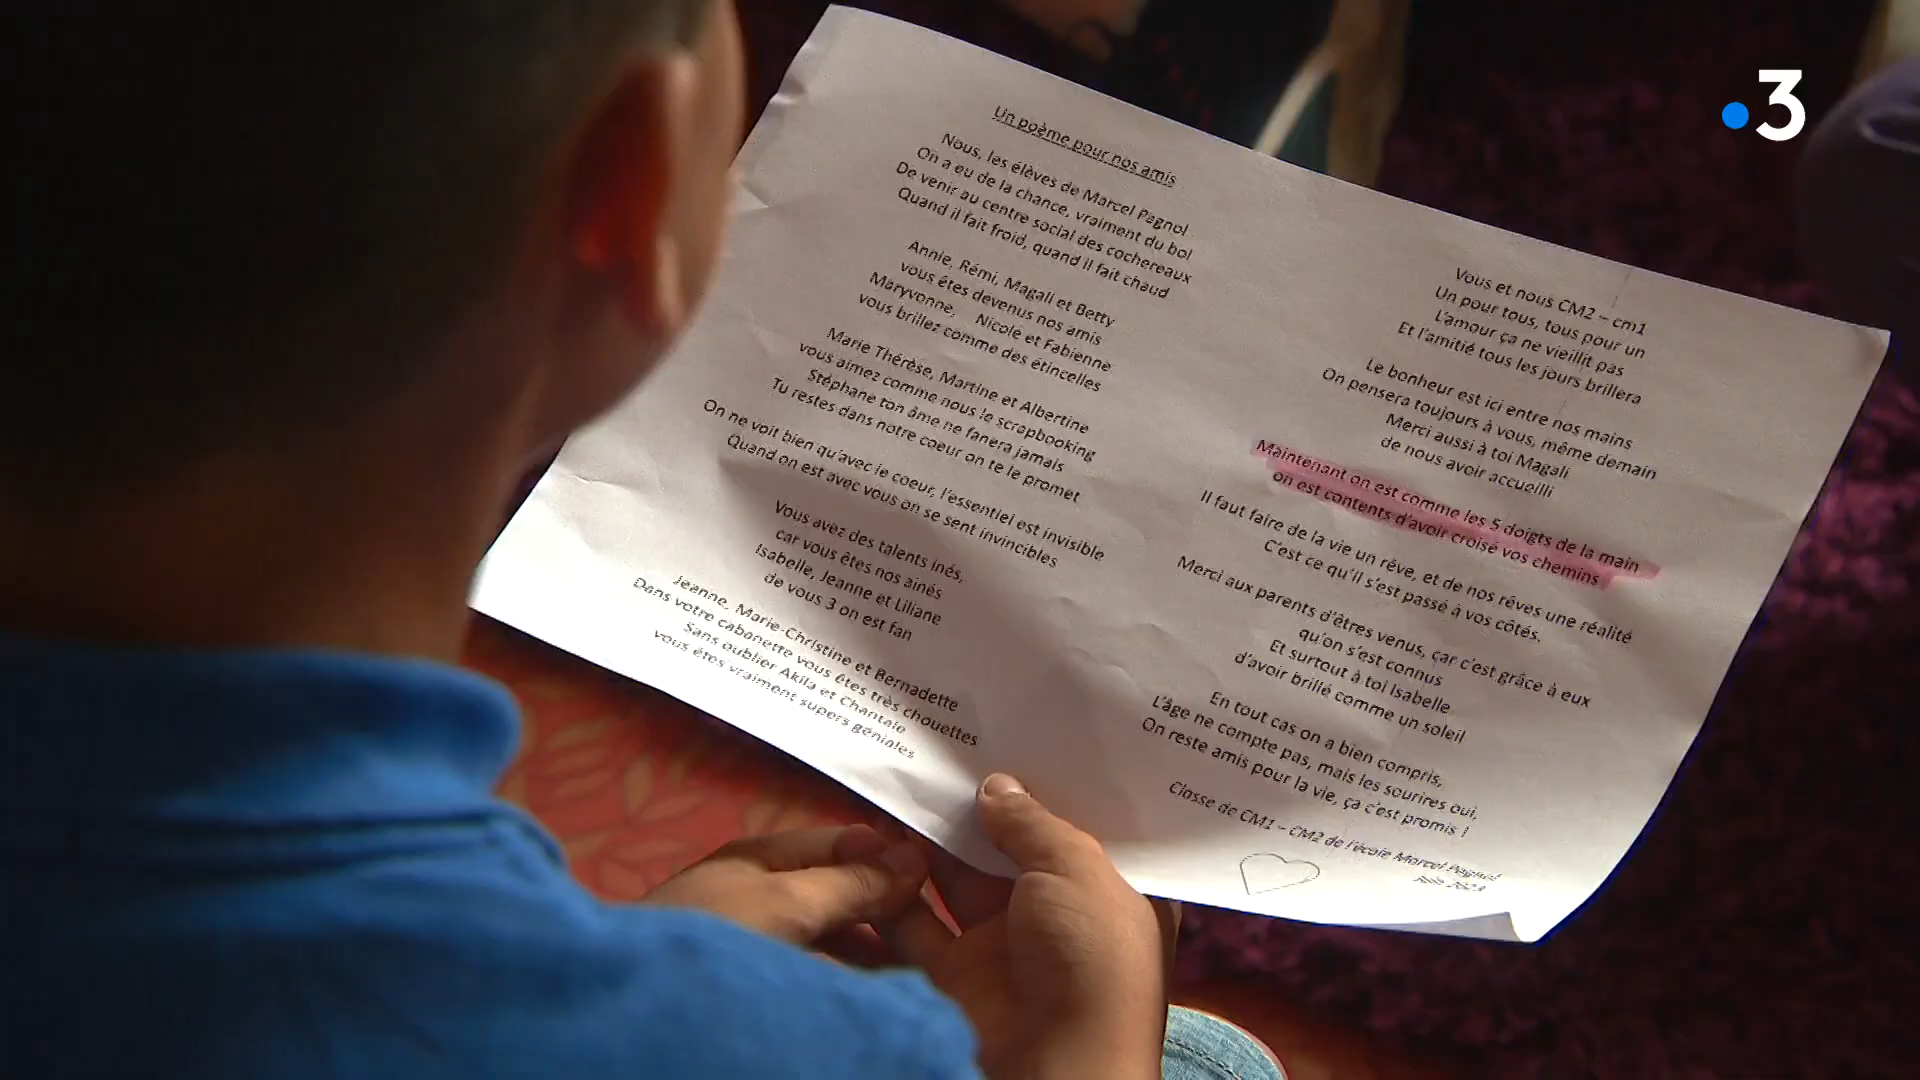 3
Un poème pour nos amis
Nous, les élèves de Marcel Pagnol
On a eu de la chance, vraiment du bol
De venir au centre social des cochereaux
Quand il fait froid, quand il fait chaud
Annie, Rémi, Magali et Betty
vous êtes devenus nos amis
Maryvonne, Nicole et Fabienne
vous brillez comme des étincelles
Marie Thérèse, Martine et Albertine
vous aimez comme nous le scrapbooking
Stéphane ton âme ne fanera jamais
Tu restes dans notre coeur on te le promet
On ne voit bien qu'avec le coeur, l'essentiel est invisible
Quand on est avec vous on se sent invincibles
Vous avez des talents inés,
car vous êtes nos ainés
Isabelle, Jeanne et Liliane
de vous 3 on est fan
Jeanne, Marie-Christine et Bernadette
Dans votre cabanette vous êtes très chouettes
Sans oublier Akila et Chantale
vous êtes vraiment supers géniales
Vous et nous CM2 – cm1
Un pour tous, tous pour un
L'amour ça ne vieillit pas
Et l'amitié tous les jours brillera
Le bonheur est ici entre nos mains
On pensera toujours à vous, même demain
Merci aussi à toi Magali
de nous avoir accueilli
Maintenant on est comme les 5 doigts de la main
on est contents d'avoir croisé vos chemins
Il faut faire de la vie un rêve, et de nos rêves une réalité
C'est ce qu'il s'est passé à vos côtés.
Merci aux parents d'êtres venus, car c'est grâce à eux
qu'on s'est connus
Et surtout à toi Isabelle
d'avoir brillé comme un soleil
En tout cas on a bien compris,
L'âge ne compte pas, mais les sourires oui,
On reste amis pour la vie, ça c'est promis !
Classe de CM1 – CM2 de l'école Marcel Pagnol
2023